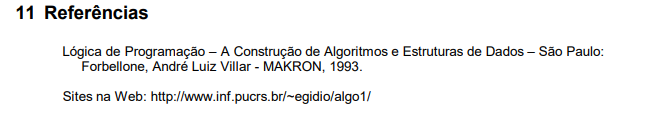 11 Referências
Lógica de Programação – A Construção de Algoritmos e Estruturas de Dados – São Paulo:
Forbellone, André Luiz Villar - MAKRON, 1993.
Sites na Web: http://www.inf.pucrs.br/~egidio/algo1/